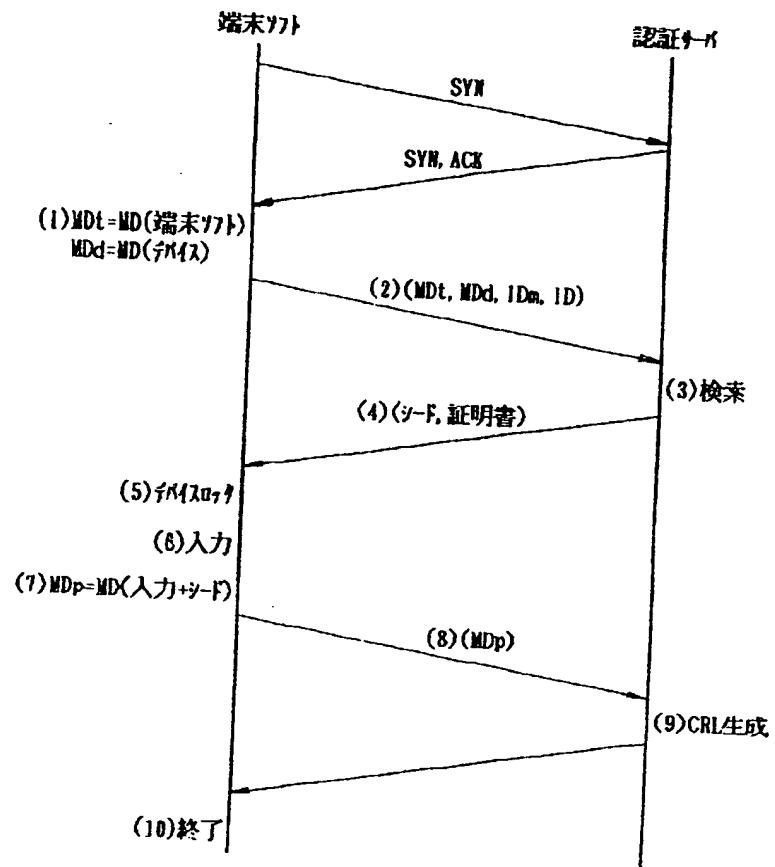 端末ソフト
認証サーバ
SYN
SYN, ACK
(1)MDt=MD(端末ソフト)
MDd=MD(デバイス)
(2)(MDt, MDd, IDm, ID)
(3)検索
(4)(シード, 証明書)
(5)デバイスロック
(6)入力
(7)MDp=MD(入力+シード)
(8)(MDp)
(9)CRL生成
(10)終了